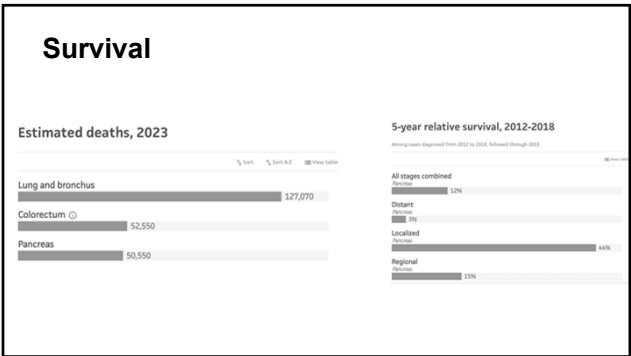 Survival
Estimated deaths, 2023
Sort Sort A-Z View table
Lung and bronchus
127,070
Colorectum
52,550
Pancreas
50,550
5-year relative survival, 2012-2018
Among cases diagnosed from 2012 to 2018, followed through 2019
View table
All stages combined
Pancreas
12%
Distant
Pancreas
3%
Localized
Pancreas
44%
Regional
Pancreas
15%